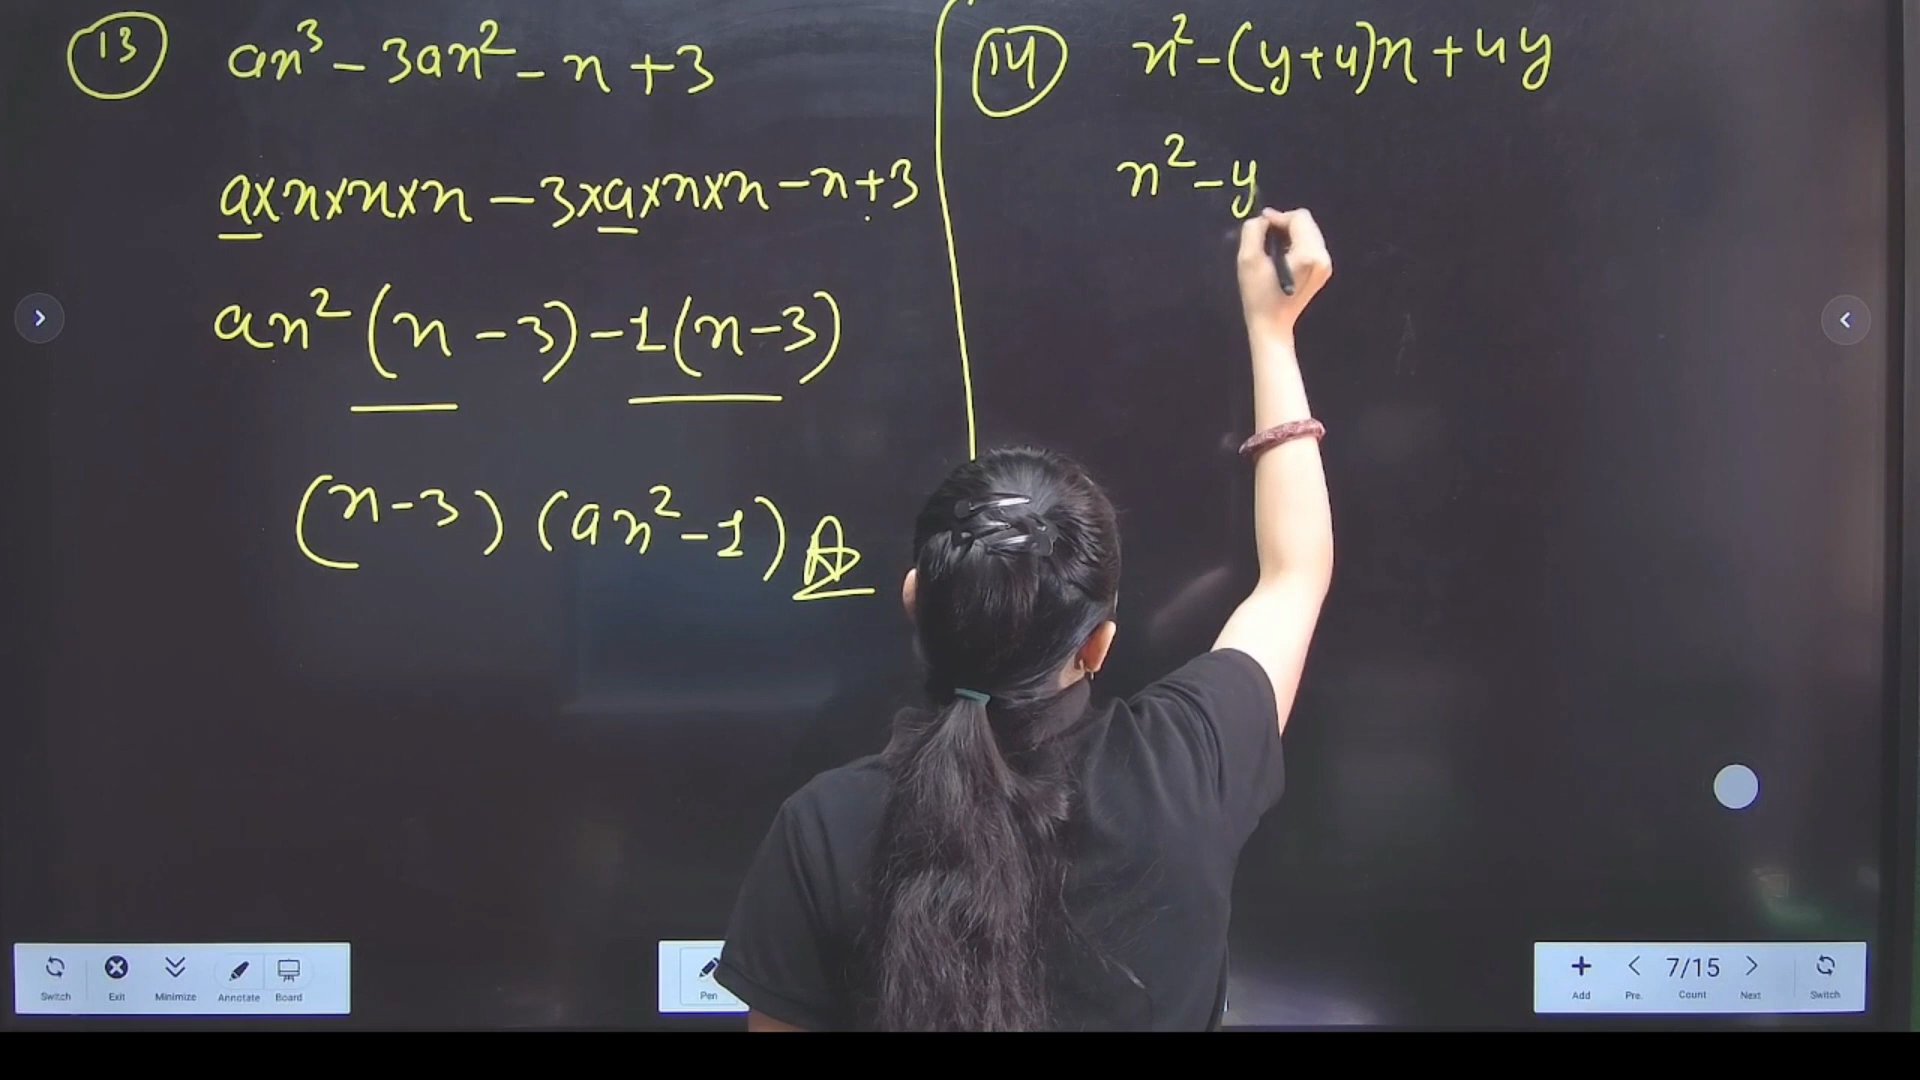 13 ax³ - 3ax² - x + 3
a×x×x×x - 3×a×x×x - x + 3
ax² (x - 3) - 1(x - 3)
(x - 3) (ax² - 1) A
14 x² - (y+4)x + 4y
x² - y
Switch Exit Minimize Annotate Board
Pen
Add Pre. 7/15 Count Next Switch